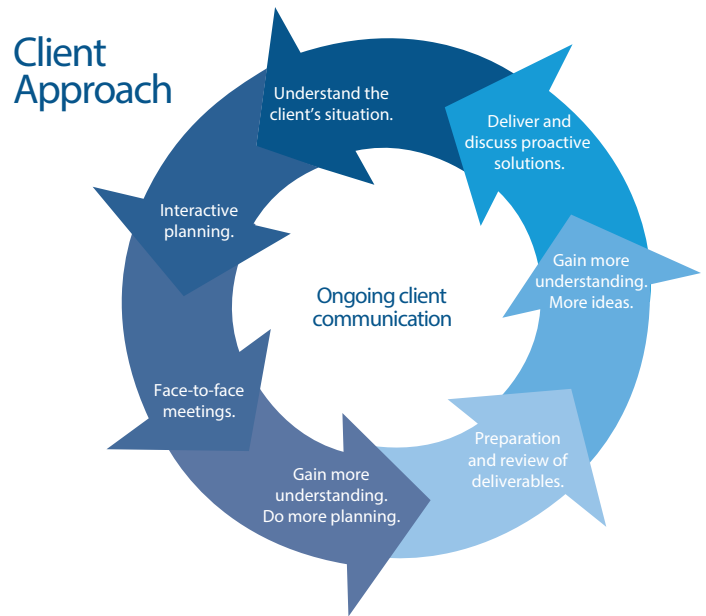 Client
Approach
Understand the
client's situation.
Interactive
planning.
Face-to-face
meetings.
Gain more
understanding.
Do more planning.
Preparation
and review of
deliverables.
Gain more
understanding.
More ideas.
Deliver and
discuss proactive
solutions.
Ongoing client
communication